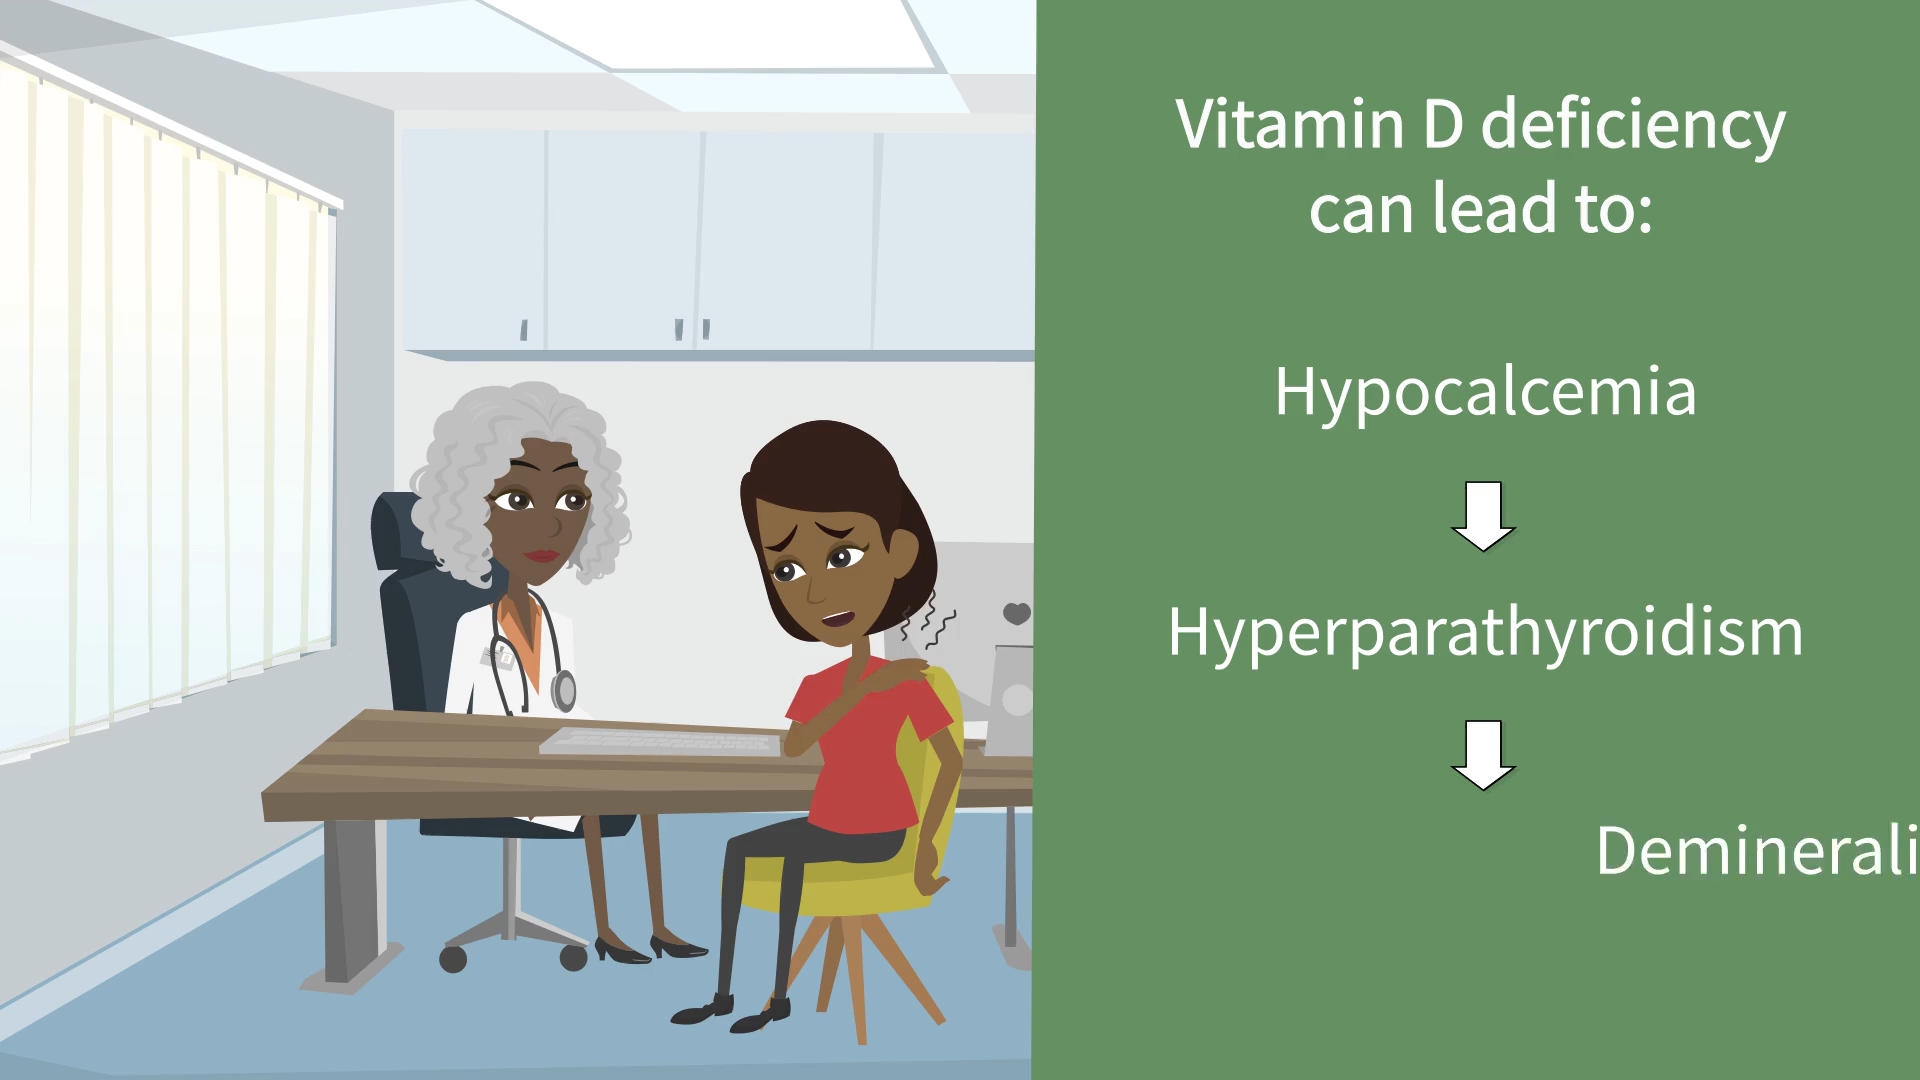 Vitamin D deficiency
can lead to:
Hypocalcemia
Hyperparathyroidism
Deminerali